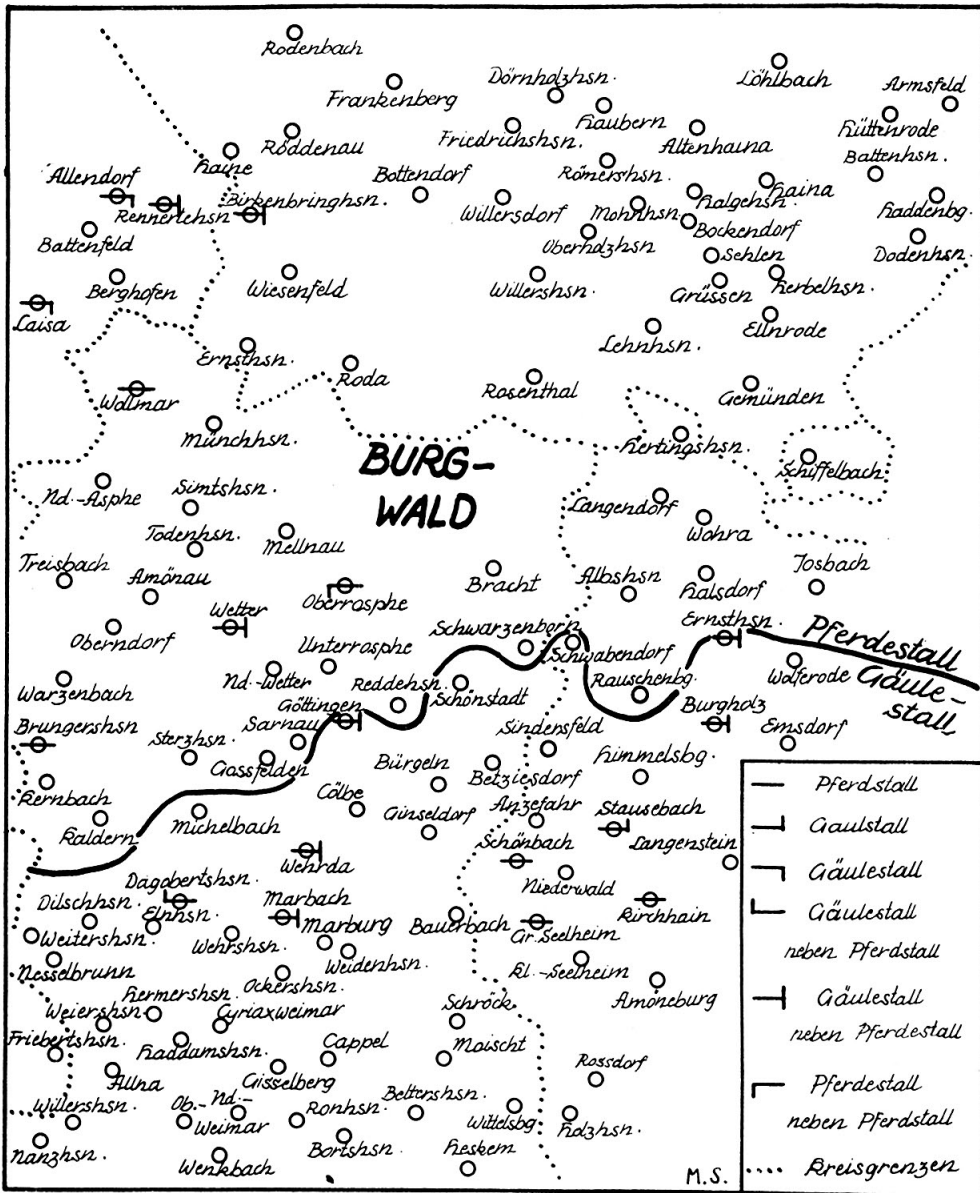 Rodenbach
Löhlbach
Dörnholzhsn.
Frankenberg
Armsfeld
Haubern
Hüttenrode
Friedrichshsn.
Röddenau
Altenhaina
Haine
Battenhsn.
Allendorf
Bottendorf
Römershsn.
Haina
Birkenbringhsn.
Rennertehsn
Willersdorf
Mohnhsn.
Halgehsn.
Haddenbg.
Bockendorf
Battenfeld
Oberholzhsn
Dodenhsn.
Sehlen
Berghofen
Wiesenfeld
Willershsn.
Grüssen
Herbelhsn.
Laisa
Ellnrode
Lehnhsn.
Ernsthsn.
Roda
Rosenthal
Gemünden
Wollmar
Münchhsn.
Hertingshsn.
BURG-
WALD
Schiffelbach
Nd.-Asphe
Simtshsn.
Langendorf
Todenhsn.
Wohra
Mellnau
Treisbach
Bracht
Albshsn
Josbach
Amönau
Halsdorf
Oberrosphe
Wetter
Ernsthsn.
Oberndorf
Schwarzenborn
Pferdestall
Unterrosphe
Schwabendorf
Walferode
Gäule-
stall
Nd.-Wetter
Reddehsn.
Schönstadt
Rauschenbg.
Warzenbach
Göttingen
Brungershsn
Sarnau
Sindensfeld
Burgholz
Emsdorf
Sterzhsn.
Gossfelden
Bürgeln
Betziesdorf
Himmelsbg.
Kernbach
Cölbe
Anzefahr
Stausebach
Michelbach
Ginseldorf
Kaldern
Schönbach
Langenstein
Wehrda
Dagobertshsn.
Niederwald
Dilschhsn.
Elnhsn.
Marbach
Kirchhain
Marburg
Bauerbach
Gr. Seelheim
Weitershsn.
Wehrshsn.
Weidenhsn.
Nesselbrunn
Kl.-Seelheim
Ockershsn.
Hermershsn.
Amöneburg
Weiershsn.
Cyriaxweimar
Schröck
Friebertshsn.
Haddamshsn.
Cappel
Moischt
Rossdorf
Allna
Gisselberg
Willershsn.
Ob.-
Nd.-
Weimar
Ronhsn.
Beltershsn.
Wittelsbg
Holzhsn.
Nanzhsn.
Wenkbach
Bortshsn.
Heskem
M.S.
Pferdstall
Gaulstall
Gäulestall
Gäulestall
neben Pferdstall
Gäulestall
neben Pferdestall
Pferdestall
neben Pferdstall
Kreisgrenzen